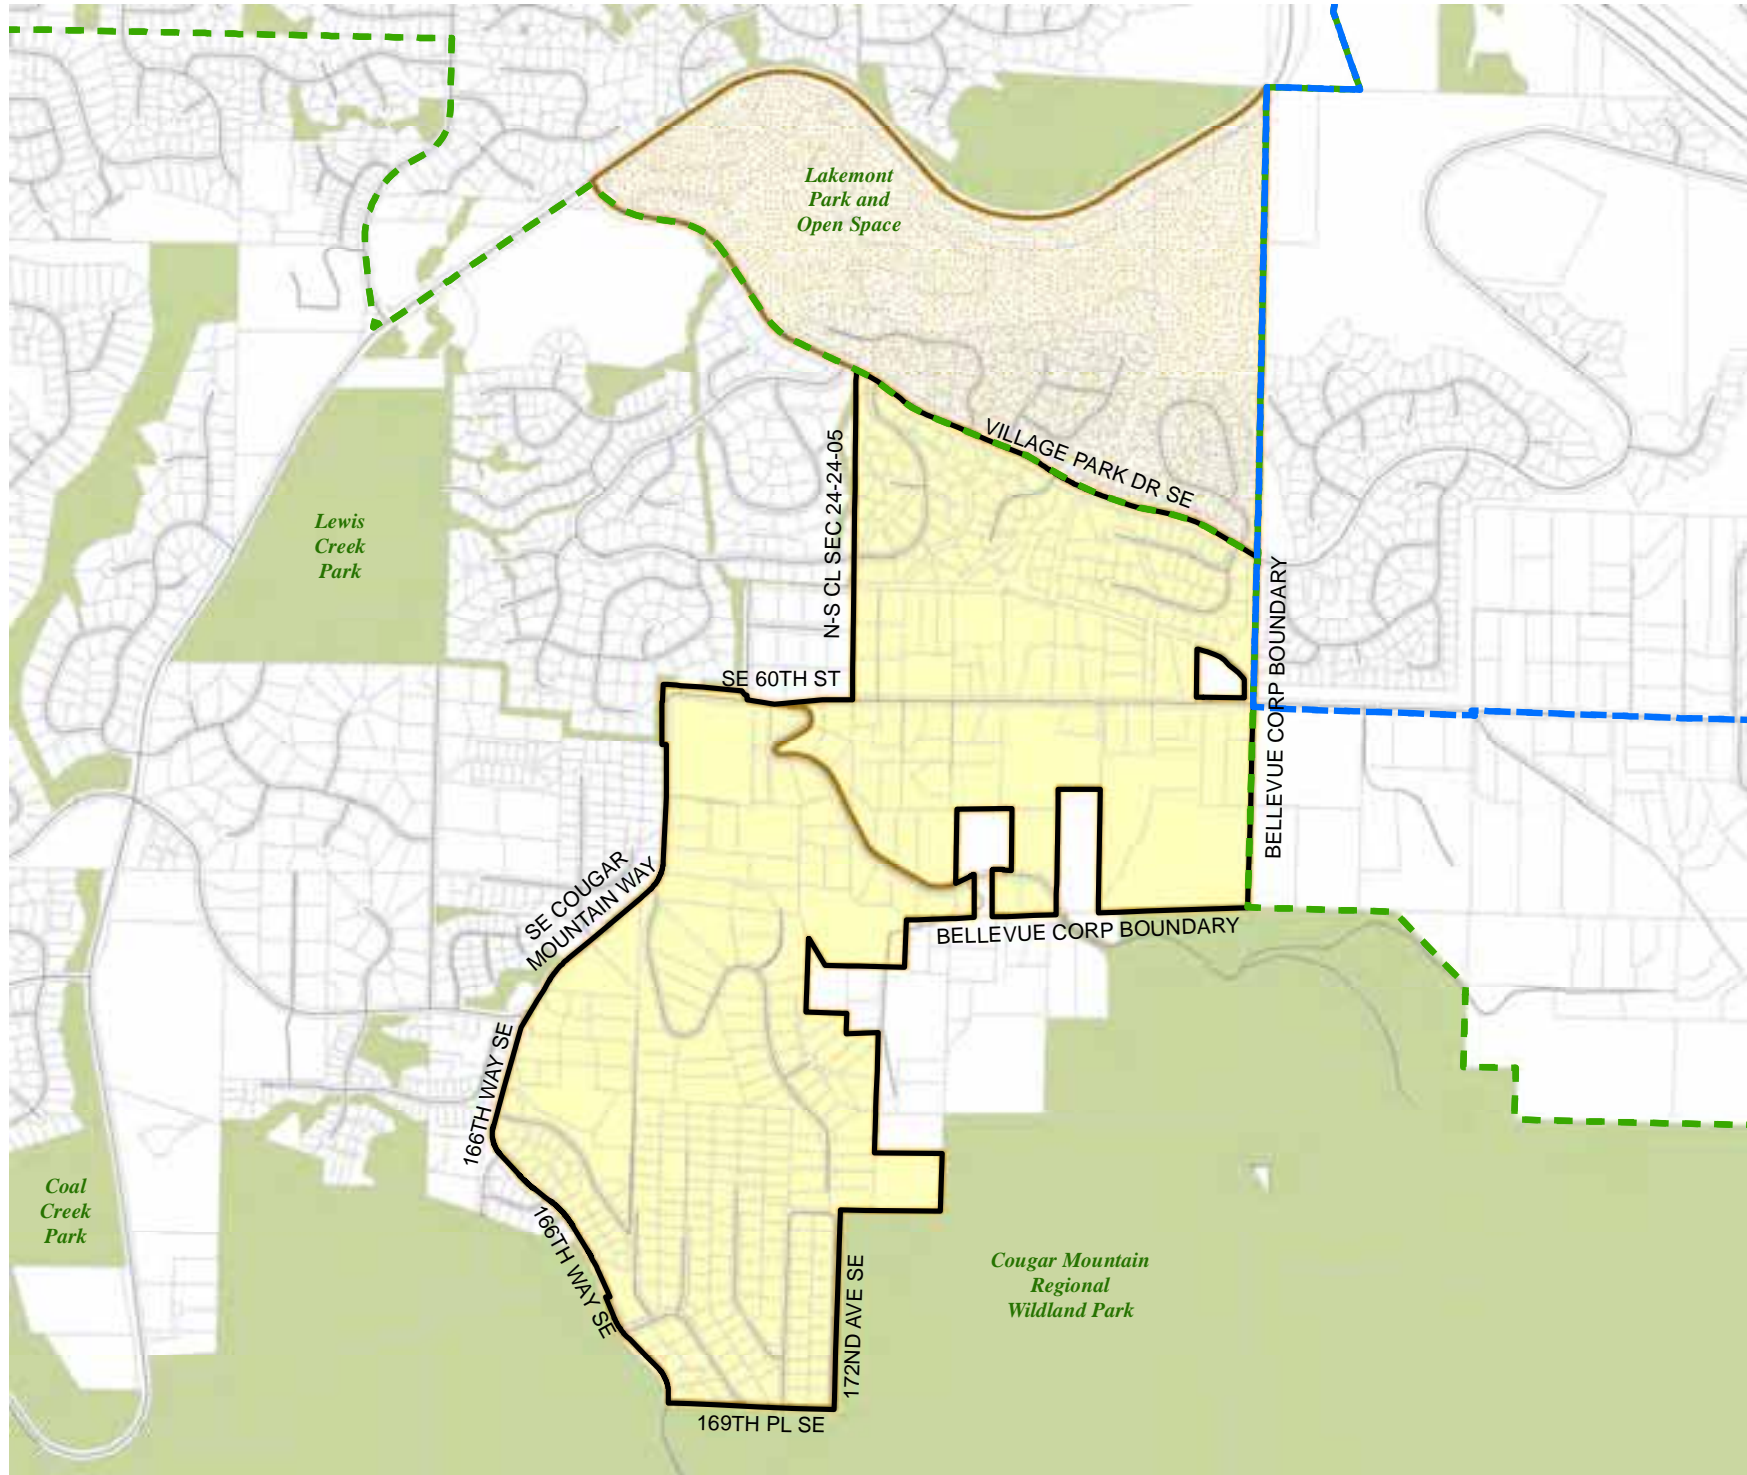 Lakemont
Park and
Open Space
VILLAGE PARK DR SE
N-S CL SEC 24-24-05
Lewis
Creek
Park
BELLEVUE CORP BOUNDARY
SE 60TH ST
SE COUGAR
MOUNTAIN WAY
BELLEVUE CORP BOUNDARY
166TH WAY SE
Coal
Creek
Park
166TH WAY SE
Cougar Mountain
Regional
Wildland Park
172ND AVE SE
169TH PL SE